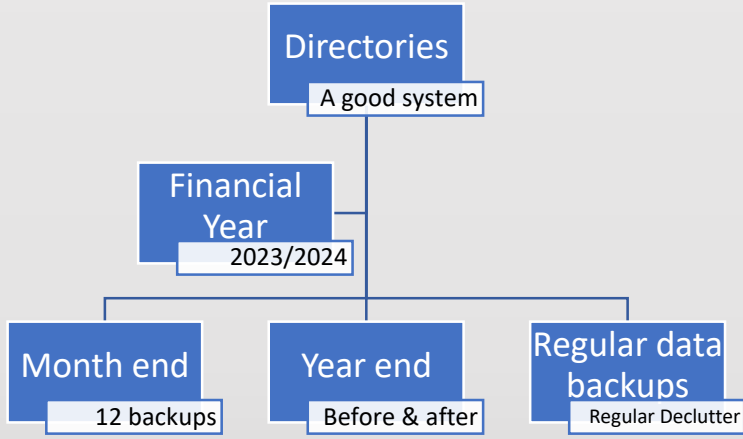 Directories
A good system
Financial
Year
2023/2024
Month end
12 backups
Year end
Before & after
Regular data
backups
Regular Declutter